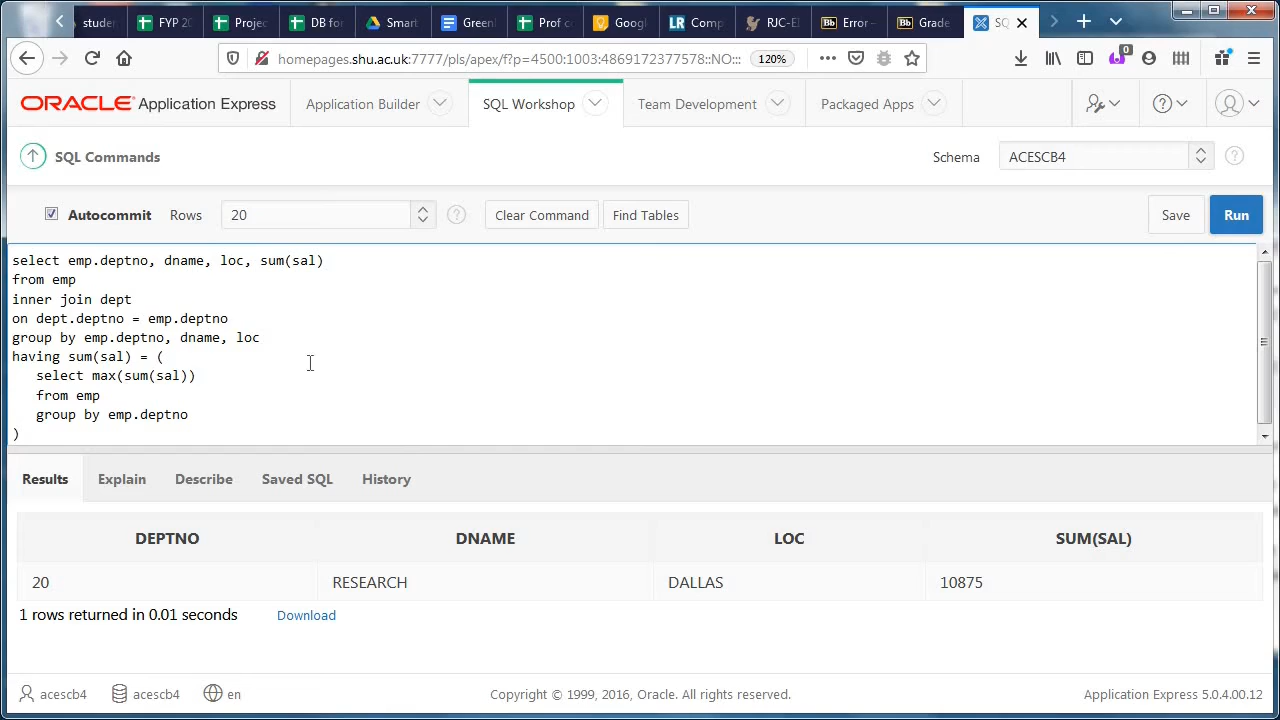 studen
FYP 20
Projec
DB for
Smart
Green
Prof c
Googl
LR Comp
RJC-EI
Bb Error –
Bb Grade
SQ
homepages.shu.ac.uk:7777/pls/apex/f?p=4500:1003:4869172377578::NO:::
120%
0
ORACLE Application Express
Application Builder
SQL Workshop
Team Development
Packaged Apps
SQL Commands
Schema
ACESCB4
Autocommit
Rows
20
Clear Command
Find Tables
Save
Run
select emp.deptno, dname, loc, sum(sal)
from emp
inner join dept
on dept.deptno = emp.deptno
group by emp.deptno, dname, loc
having sum(sal) = (
select max(sum(sal))
from emp
group by emp.deptno
)
Results
Explain
Describe
Saved SQL
History
DEPTNO DNAME LOC SUM(SAL)
20 RESEARCH DALLAS 10875
1 rows returned in 0.01 seconds
Download
acescb4
acescb4
en
Copyright © 1999, 2016, Oracle. All rights reserved.
Application Express 5.0.4.00.12